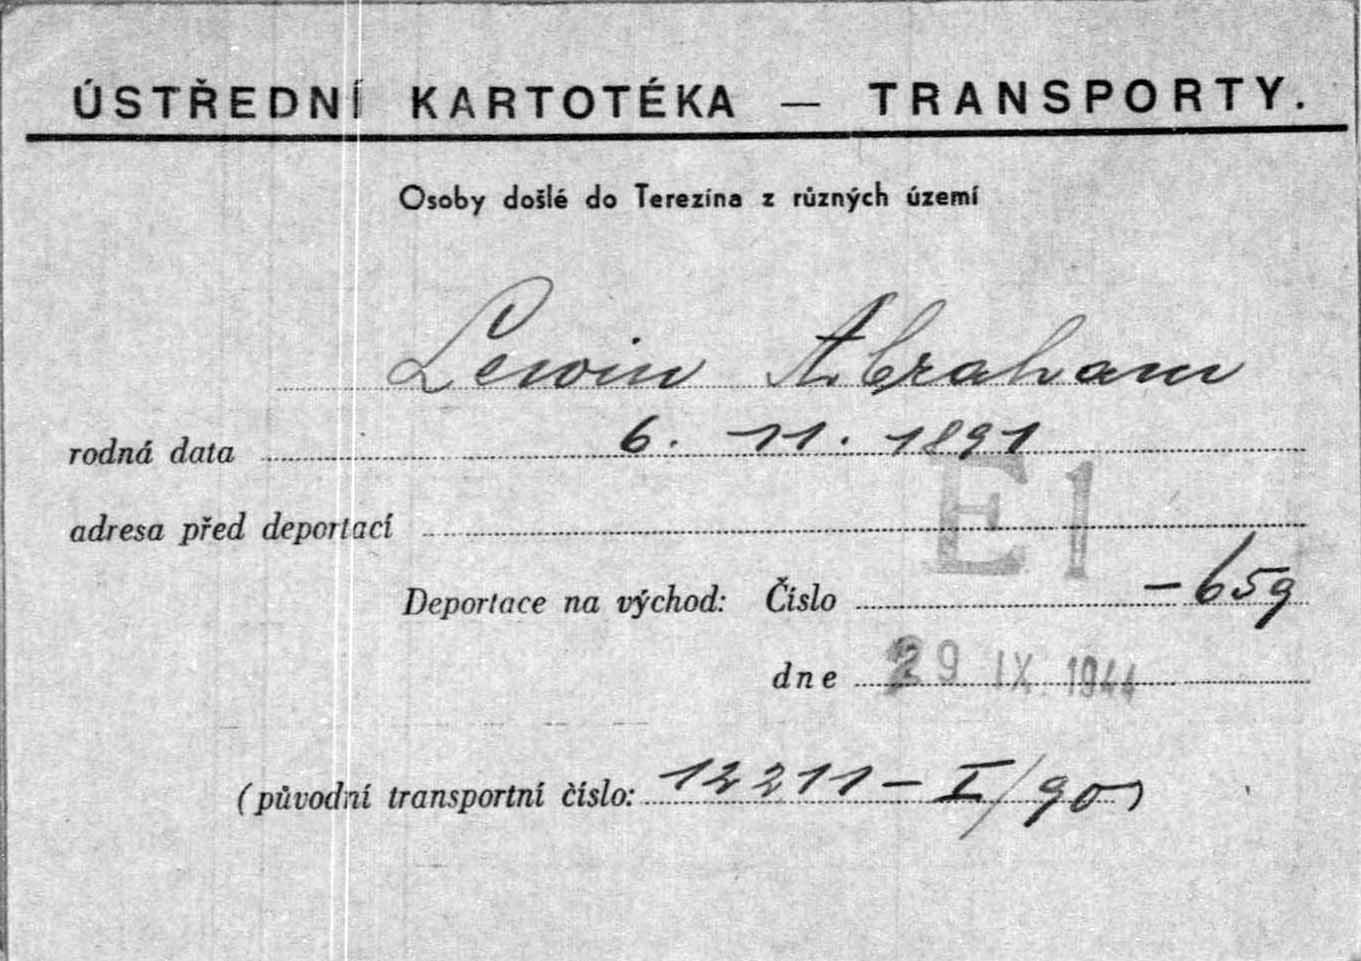 ÚSTŘEDNÍ KARTOTÉKA — TRANSPORTY.
Osoby došlé do Terezína z různých území
Lewin Abraham
rodná data 6. 11. 1891
adresa před deportací
E1
Deportace na východ: Číslo -659
dne 29 IX. 1944
(původní transportní číslo: 12211-I/90)